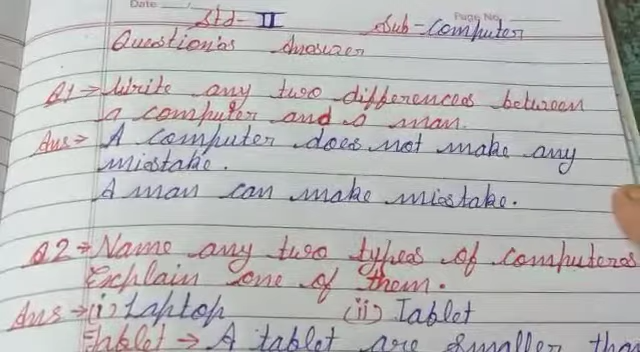 Date
Page No
Std - II Sub - Computer
Question's Answer
Q1 → Write any two differences between
a computer and a man.
Ans → A computer does not make any
mistake.
A man can make mistake.
Q2 → Name any two types of computers
Explain one of them.
Ans → (i) Laptop (ii) Tablet
Tablet → A tablet are smaller than